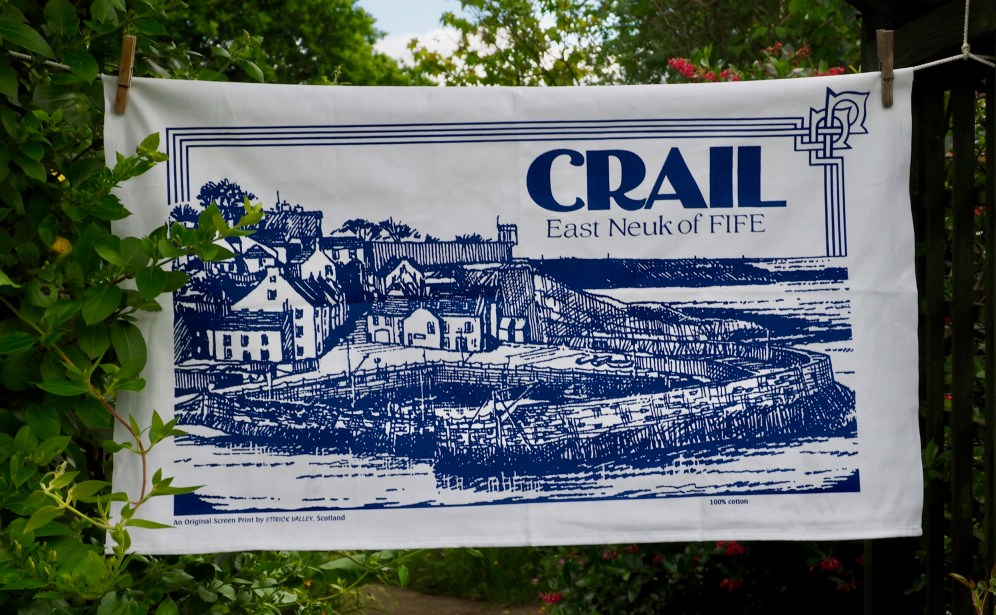 CRAIL
East Neuk of FIFE
100% cotton
An Original Screen Print by ETTRICK VALLEY, Scotland